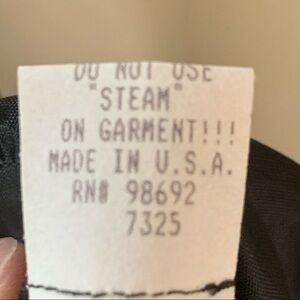 DO NOT USE
"STEAM"
ON GARMENT!!!
MADE IN U.S.A.
RN# 98692
7325